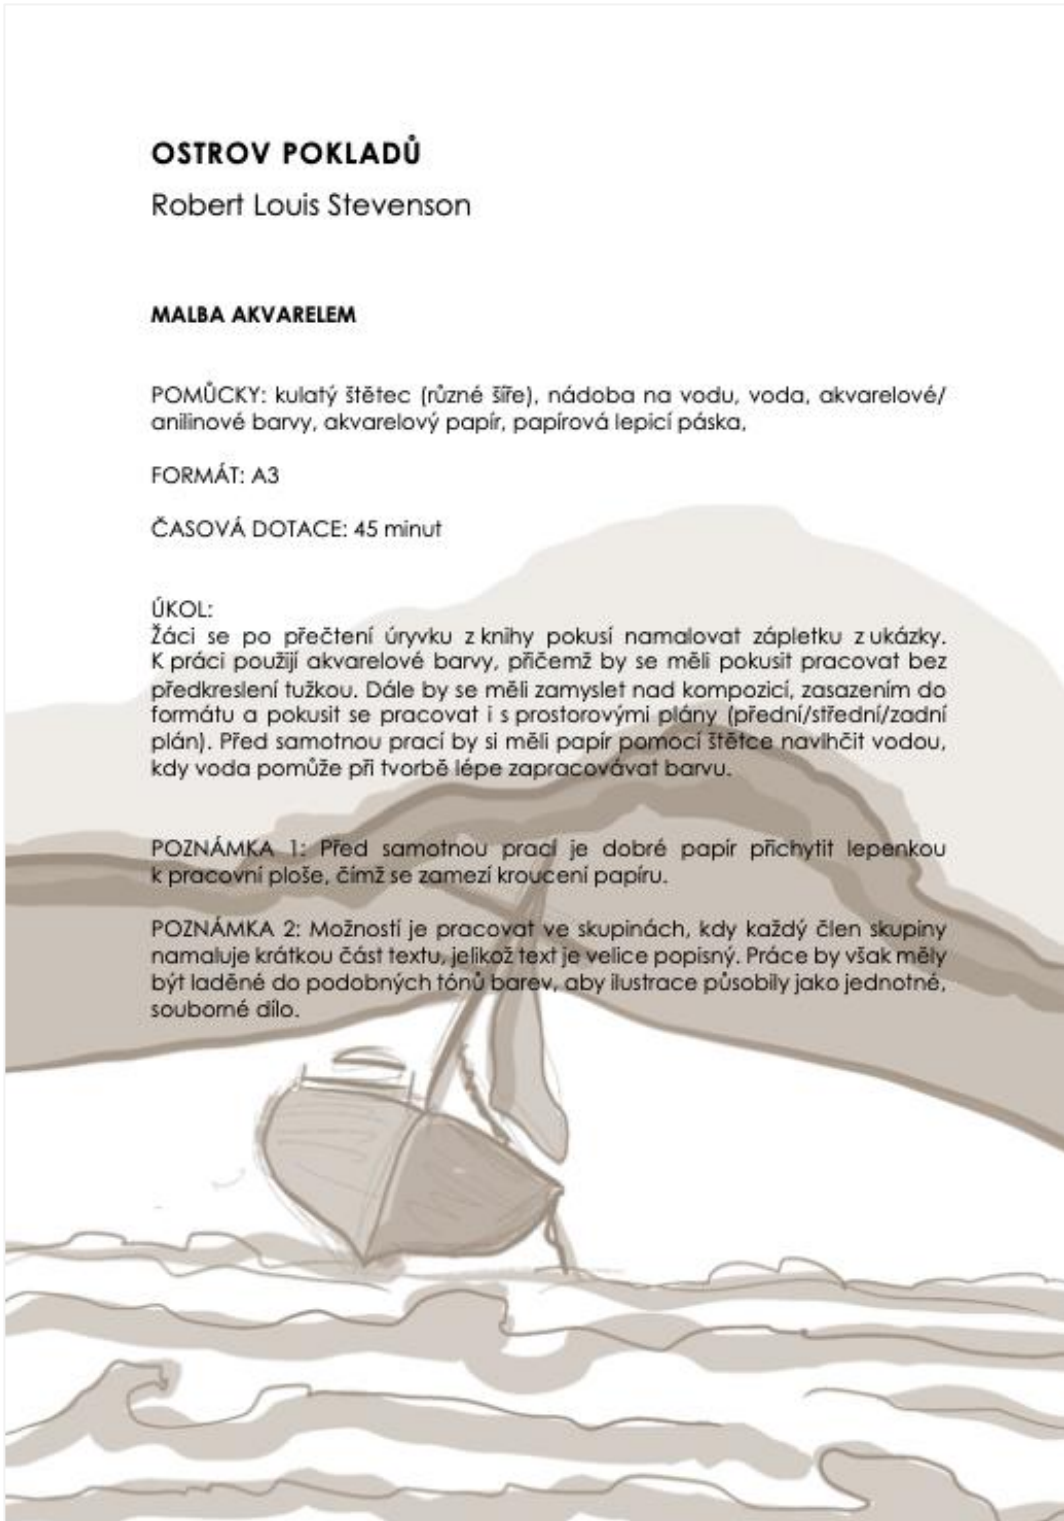 OSTROV POKLADŮ
Robert Louis Stevenson
MALBA AKVARELEM
POMŮCKY: kulatý štětec (různé šíře), nádoba na vodu, voda, akvarelové/
anilinové barvy, akvarelový papír, papírová lepicí páska,
FORMÁT: A3
ČASOVÁ DOTACE: 45 minut
ÚKOL:
Žáci se po přečtení úryvku z knihy pokusí namalovat zápletku z ukázky.
K práci použijí akvarelové barvy, přičemž by se měli pokusit pracovat bez
předkreslení tužkou. Dále by se měli zamyslet nad kompozicí, zasazením do
formátu a pokusit se pracovat i s prostorovými plány (přední/střední/zadní
plán). Před samotnou prací by si měli papír pomocí štětce navlhčit vodou,
kdy voda pomůže při tvorbě lépe zapracovávat barvu.
POZNÁMKA 1: Před samotnou prací je dobré papír přichytit lepenkou
k pracovní ploše, čímž se zamezí kroucení papíru.
POZNÁMKA 2: Možností je pracovat ve skupinách, kdy každý člen skupiny
namaluje krátkou část textu, jelikož text je velice popisný. Práce by však měly
být laděné do podobných tónů barev, aby ilustrace působily jako jednotné,
souborné dílo.